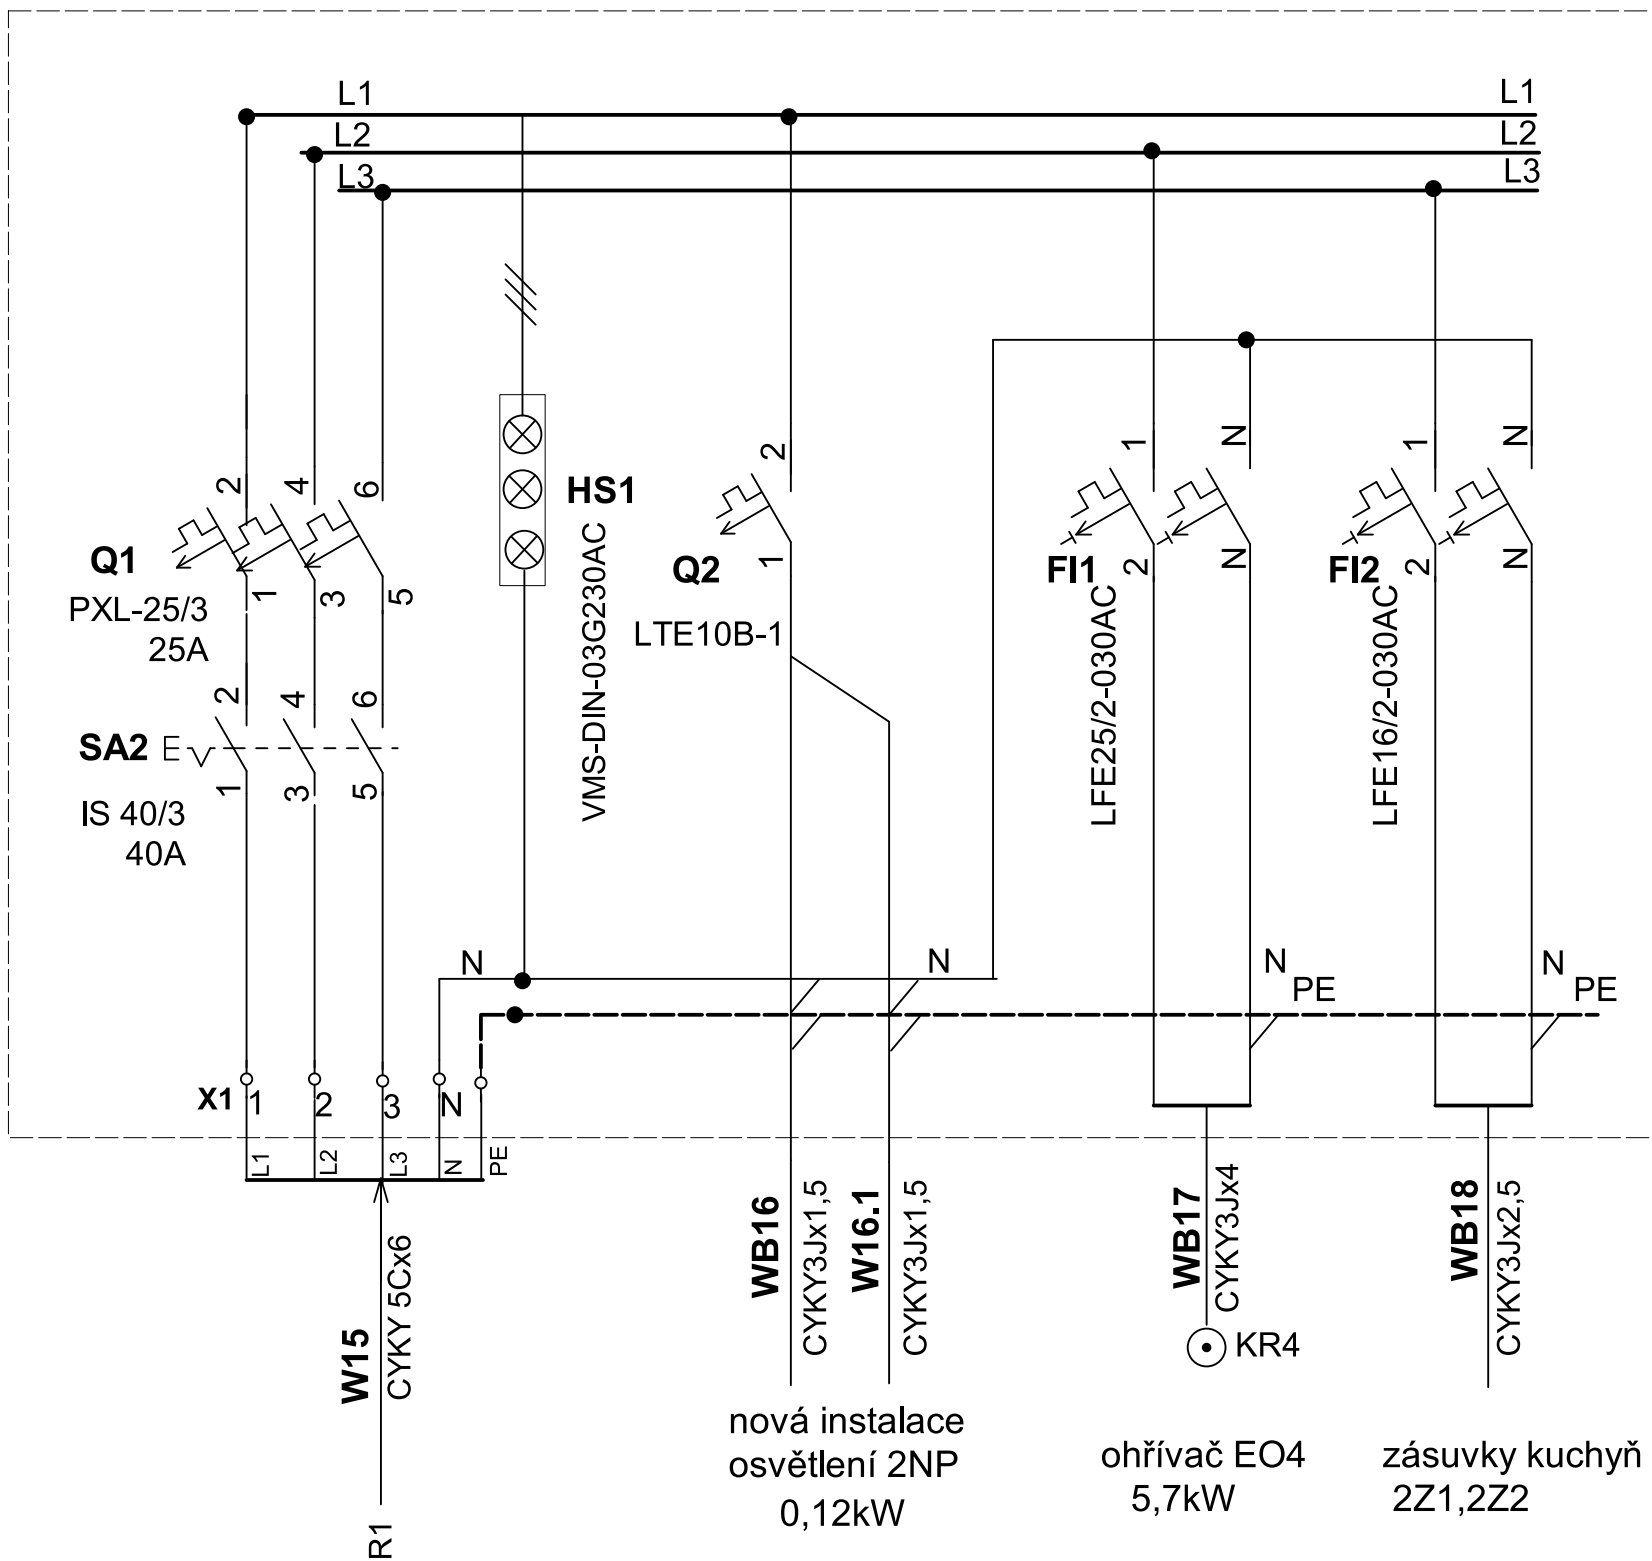 L1
L1
L2
L2
L3
L3
2
4
6
Q1
PXL-25/3
25A
1
3
5
2
4
6
SA2
IS 40/3
40A
1
3
5
HS1
VMS-DIN-03G230AC
2
Q2
1
LTE10B-1
1
N
FI1
2
N
LFE25/2-030AC
1
N
FI2
2
N
LFE16/2-030AC
N
N
N
PE
N
PE
X1
1
2
3
N
L1
L2
L3
N
PE
W15
CYKY 5Cx6
R1
WB16
CYKY3Jx1,5
W16.1
CYKY3Jx1,5
nová instalace
osvětlení 2NP
0,12kW
WB17
CYKY3Jx4
KR4
ohřívač EO4
5,7kW
WB18
CYKY3Jx2,5
zásuvky kuchyň
2Z1,2Z2